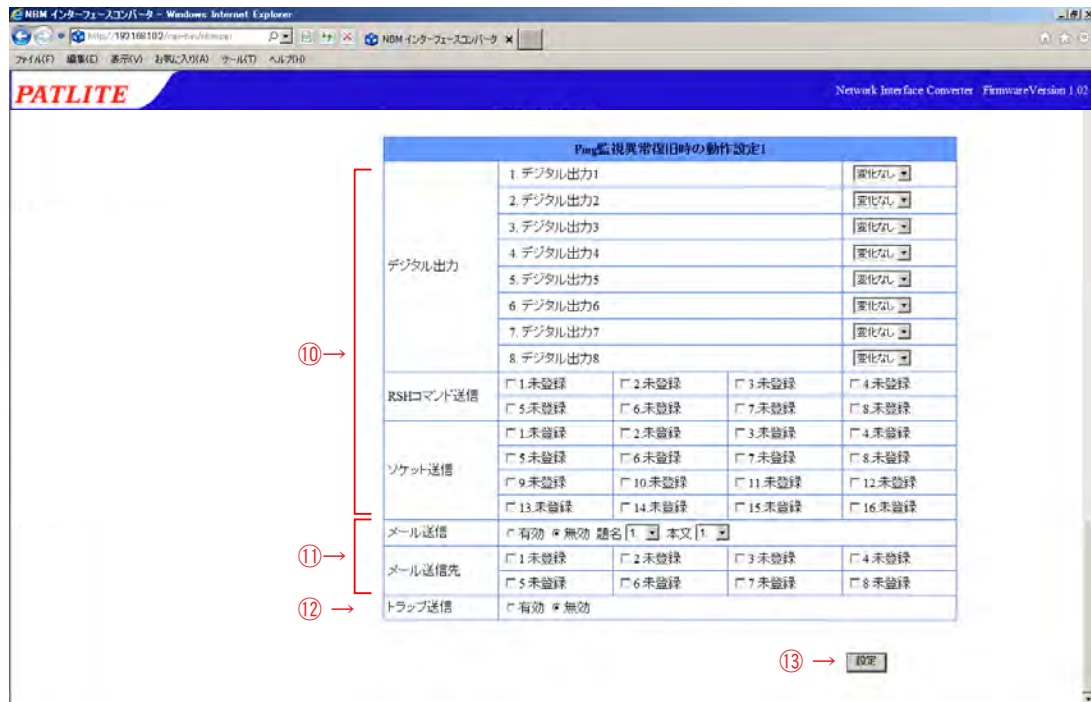 NBM インターフェースコンバータ - Windows Internet Explorer
NBM インターフェースコンバータ
ファイル(F) 編集(E) 表示(V) お気に入り(A) ツール(T) ヘルプ(H)
PATLITE
Network Interface Converter FirmwareVersion 1.02
Ping監視異常復旧時の動作設定1
デジタル出力
1. デジタル出力1 変化なし
2. デジタル出力2 変化なし
3. デジタル出力3 変化なし
4. デジタル出力4 変化なし
5. デジタル出力5 変化なし
6. デジタル出力6 変化なし
7. デジタル出力7 変化なし
8. デジタル出力8 変化なし
⑩→
RSHコマンド送信
1.未登録 2.未登録 3.未登録 4.未登録
5.未登録 6.未登録 7.未登録 8.未登録
ソケット送信
1.未登録 2.未登録 3.未登録 4.未登録
5.未登録 6.未登録 7.未登録 8.未登録
9.未登録 10.未登録 11.未登録 12.未登録
13.未登録 14.未登録 15.未登録 16.未登録
メール送信 有効 無効 題名 1 本文 1
⑪→
メール送信先
1.未登録 2.未登録 3.未登録 4.未登録
5.未登録 6.未登録 7.未登録 8.未登録
⑫ → トラップ送信 有効 無効
⑬ → 設定